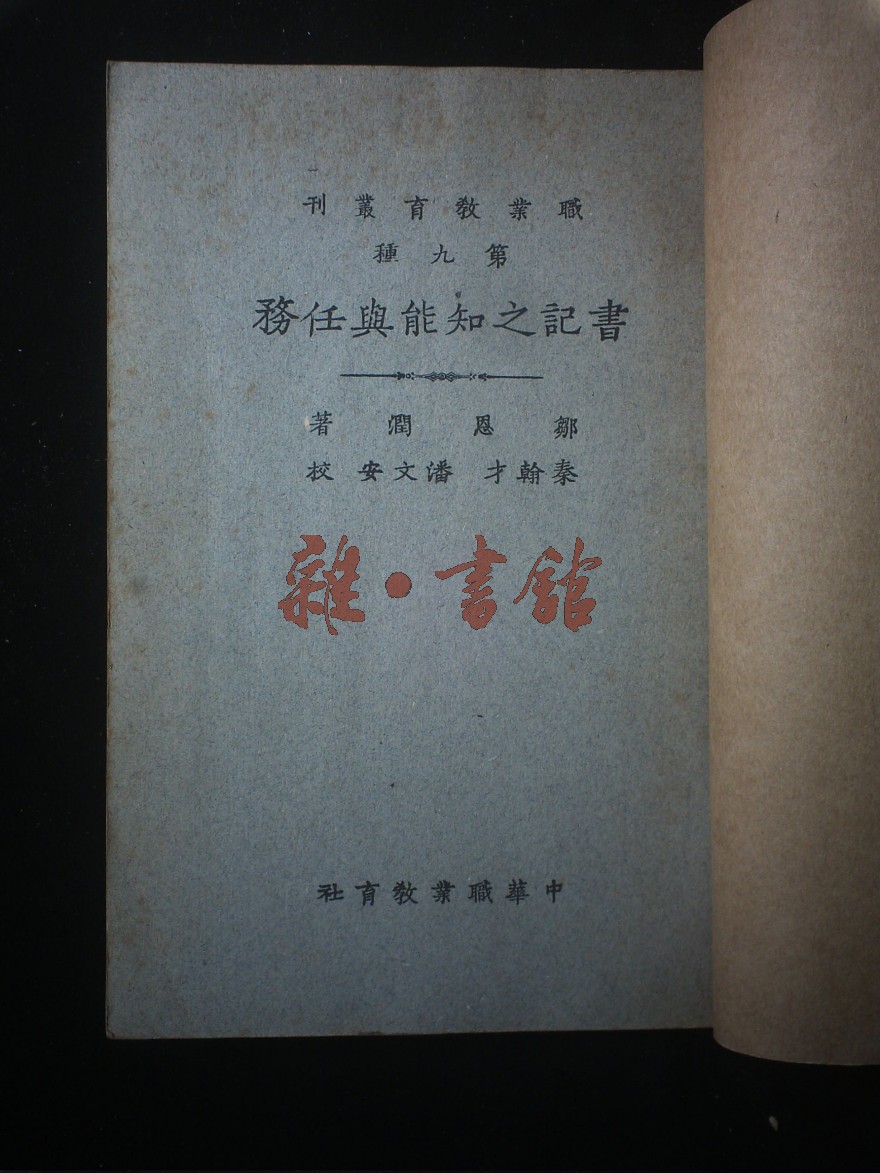 職業教育叢刊
第九種
書記之知能與任務
鄒恩潤著
秦翰才 潘文安 校
雜·書館
中華職業教育社